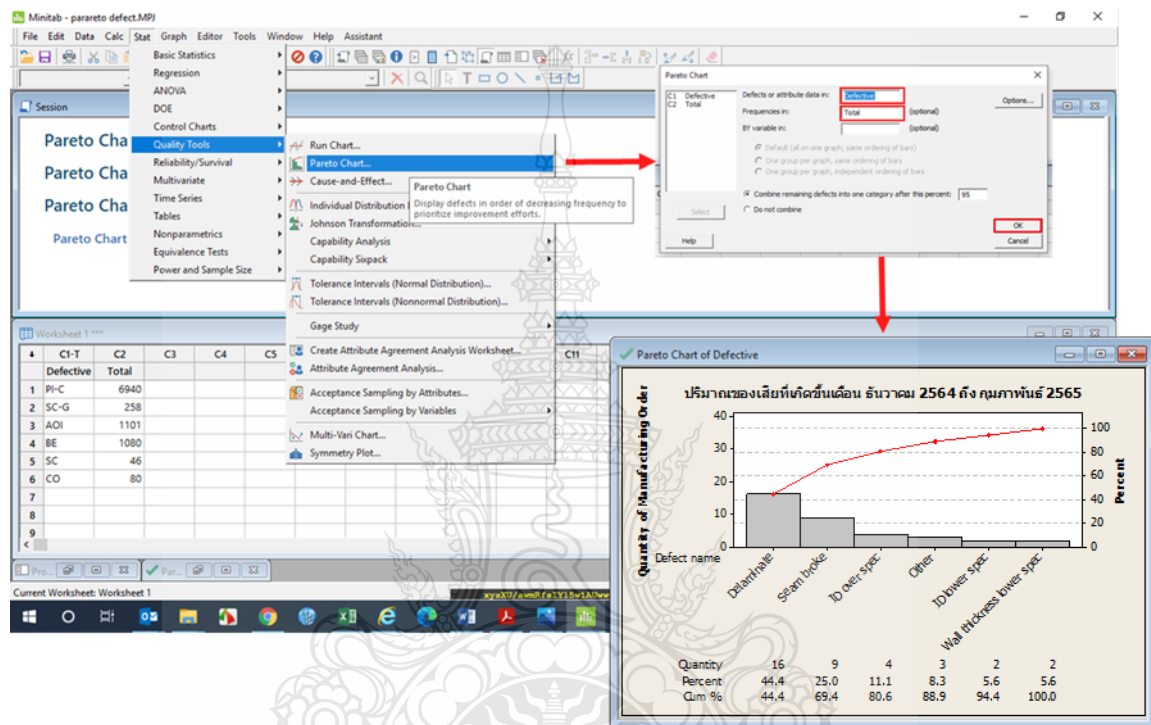 Minitab - parareto defect.MPJ
File Edit Data Calc Stat Graph Editor Tools Window Help Assistant
Basic Statistics
Regression
ANOVA
DOE
Control Charts
Quality Tools
Reliability/Survival
Multivariate
Time Series
Tables
Nonparametrics
Equivalence Tests
Power and Sample Size
Session
Pareto Cha
Pareto Cha
Pareto Cha
Pareto Chart
Run Chart...
Pareto Chart...
Cause-and-Effect...
Individual Distribution
Johnson Transformation...
Capability Analysis
Capability Sixpack
Tolerance Intervals (Normal Distribution)...
Tolerance Intervals (Nonnormal Distribution)...
Gage Study
Create Attribute Agreement Analysis Worksheet...
Attribute Agreement Analysis...
Acceptance Sampling by Attributes...
Acceptance Sampling by Variables
Multi-Vari Chart...
Symmetry Plot...
Pareto Chart
Display defects in order of decreasing frequency to
prioritize improvement efforts.
Pareto Chart
C1 Defective
C2 Total
Defects or attribute data in: Defective
Options...
Frequencies in: Total (optional)
BY variable in: (optional)
Default (all on one graph, same ordering of bars)
One group per graph, same ordering of bars
One group per graph, independent ordering of bars
Combine remaining defects into one category after this percent: 95
Do not combine
Select
Help
OK
Cancel
Worksheet 1 ***
C1-T C2 C3 C4 C5 C11
Defective Total
1 PI-C 6940
2 SC-G 258
3 AOI 1101
4 BE 1080
5 SC 46
6 CO 80
7
8
9
Pro... Par...
Current Worksheet: Worksheet 1
Pareto Chart of Defective
ปริมาณของเสียที่เกิดขึ้นเดือน ธันวาคม 2564 ถึง กุมภาพันธ์ 2565
Quantity of Manufacturing Order
40
30
20
10
0
100
80
60
40
20
0
Percent
Defect name
Delaminate
Seam broke
ID over spec
Other
ID lower spec
Wall thickness lower spec
Quantity 16 9 4 3 2 2
Percent 44.4 25.0 11.1 8.3 5.6 5.6
Cum % 44.4 69.4 80.6 88.9 94.4 100.0